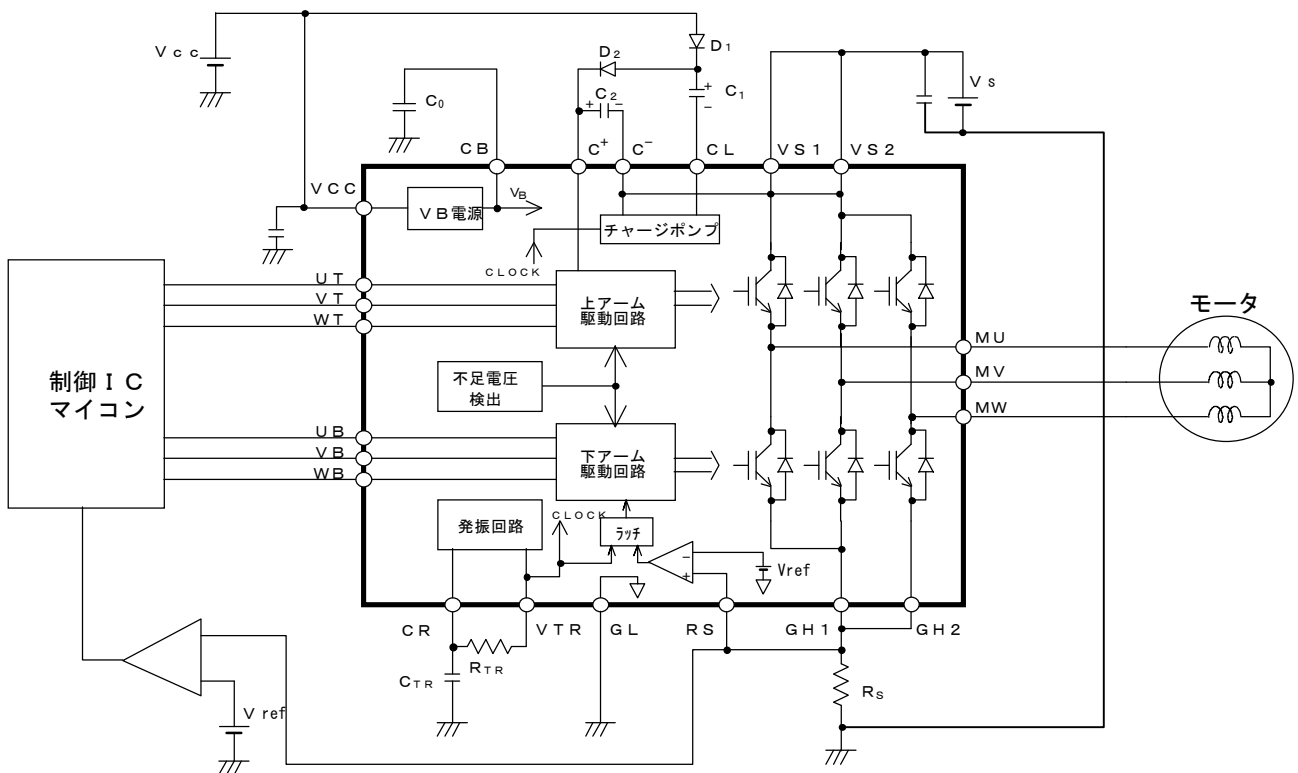 Vcc
D₂
D₁
C₂
+
-
+
-
C₁
C₀
Vs
CB
C⁺
C⁻
CL
VS1
VS2
VCC
VB電源
V_B
チャージポンプ
CLOCK
UT
VT
WT
上アーム
駆動回路
モータ
MU
MV
MW
制御IC
マイコン
不足電圧
検出
UB
VB
WB
下アーム
駆動回路
発振回路
CLOCK
ラッチ
-
+
Vref
CR
VTR
GL
RS
GH1
GH2
R_TR
C_TR
R_S
Vref